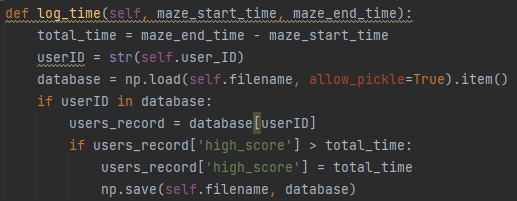 def log_time(self, maze_start_time, maze_end_time):
    total_time = maze_end_time - maze_start_time
    userID = str(self.user_ID)
    database = np.load(self.filename, allow_pickle=True).item()
    if userID in database:
        users_record = database[userID]
        if users_record['high_score'] > total_time:
            users_record['high_score'] = total_time
            np.save(self.filename, database)